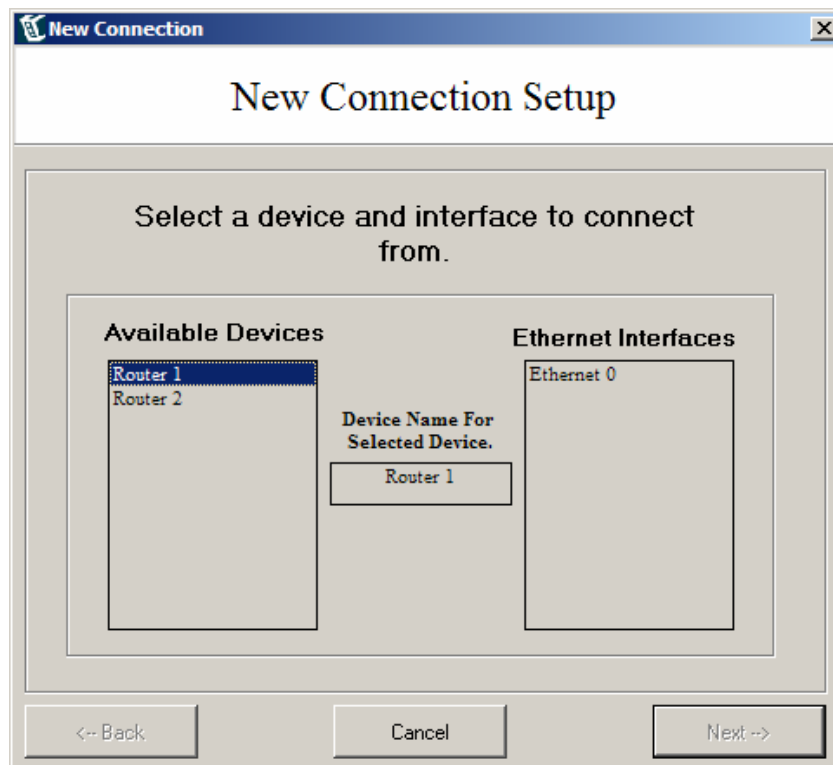 New Connection
New Connection Setup
Select a device and interface to connect
from.
Available Devices
Router 1
Router 2
Device Name For
Selected Device.
Router 1
Ethernet Interfaces
Ethernet 0
<-- Back
Cancel
Next -->